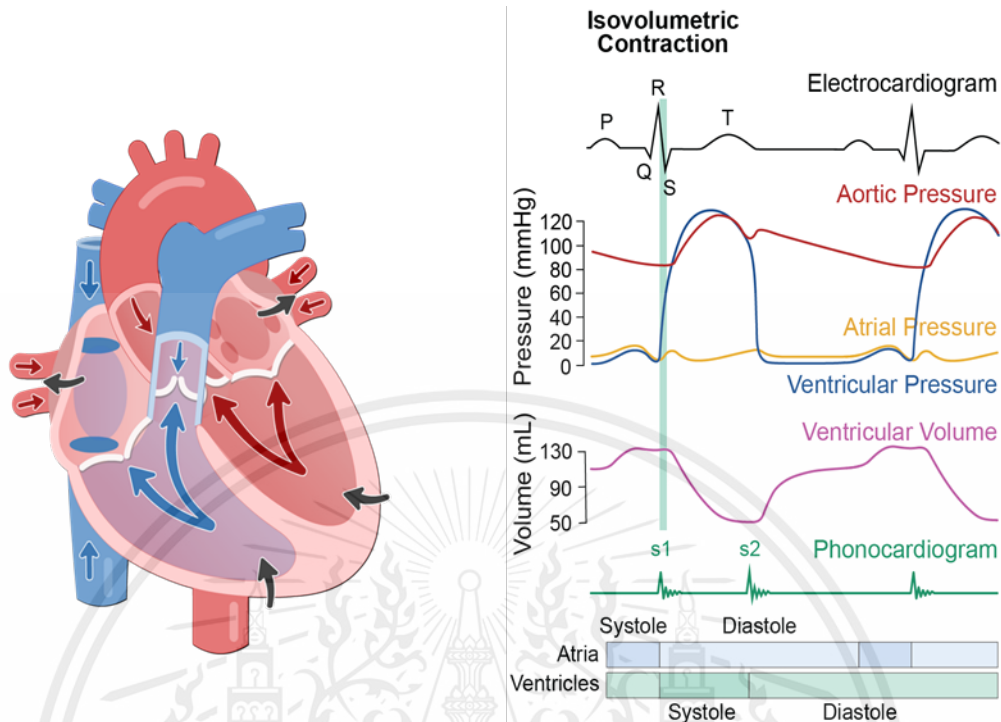 Isovolumetric
Contraction
Electrocardiogram
R
P
T
Q
S
Aortic Pressure
Pressure (mmHg)
120
100
80
60
40
20
0
Atrial Pressure
Ventricular Pressure
Ventricular Volume
Volume (mL)
130
90
50
s1
s2
Phonocardiogram
Systole
Diastole
Atria
Ventricles
Systole
Diastole